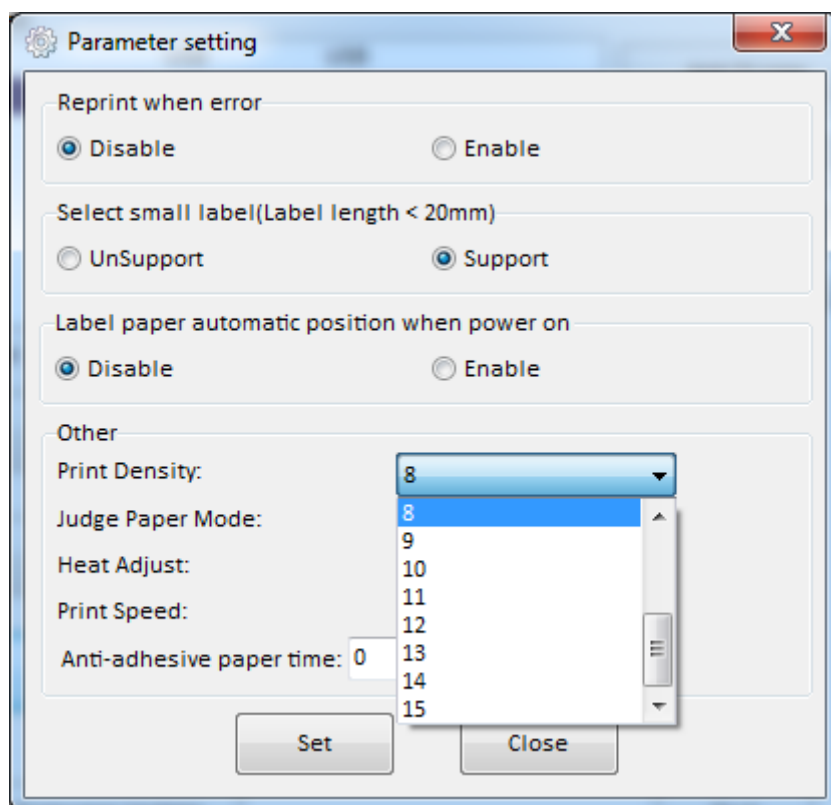 Parameter setting
Reprint when error
Disable Enable
Select small label(Label length < 20mm)
UnSupport Support
Label paper automatic position when power on
Disable Enable
Other
Print Density: 8
8
Judge Paper Mode:
9
Heat Adjust:
10
11
Print Speed:
12
Anti-adhesive paper time: 0
13
14
15
Set Close